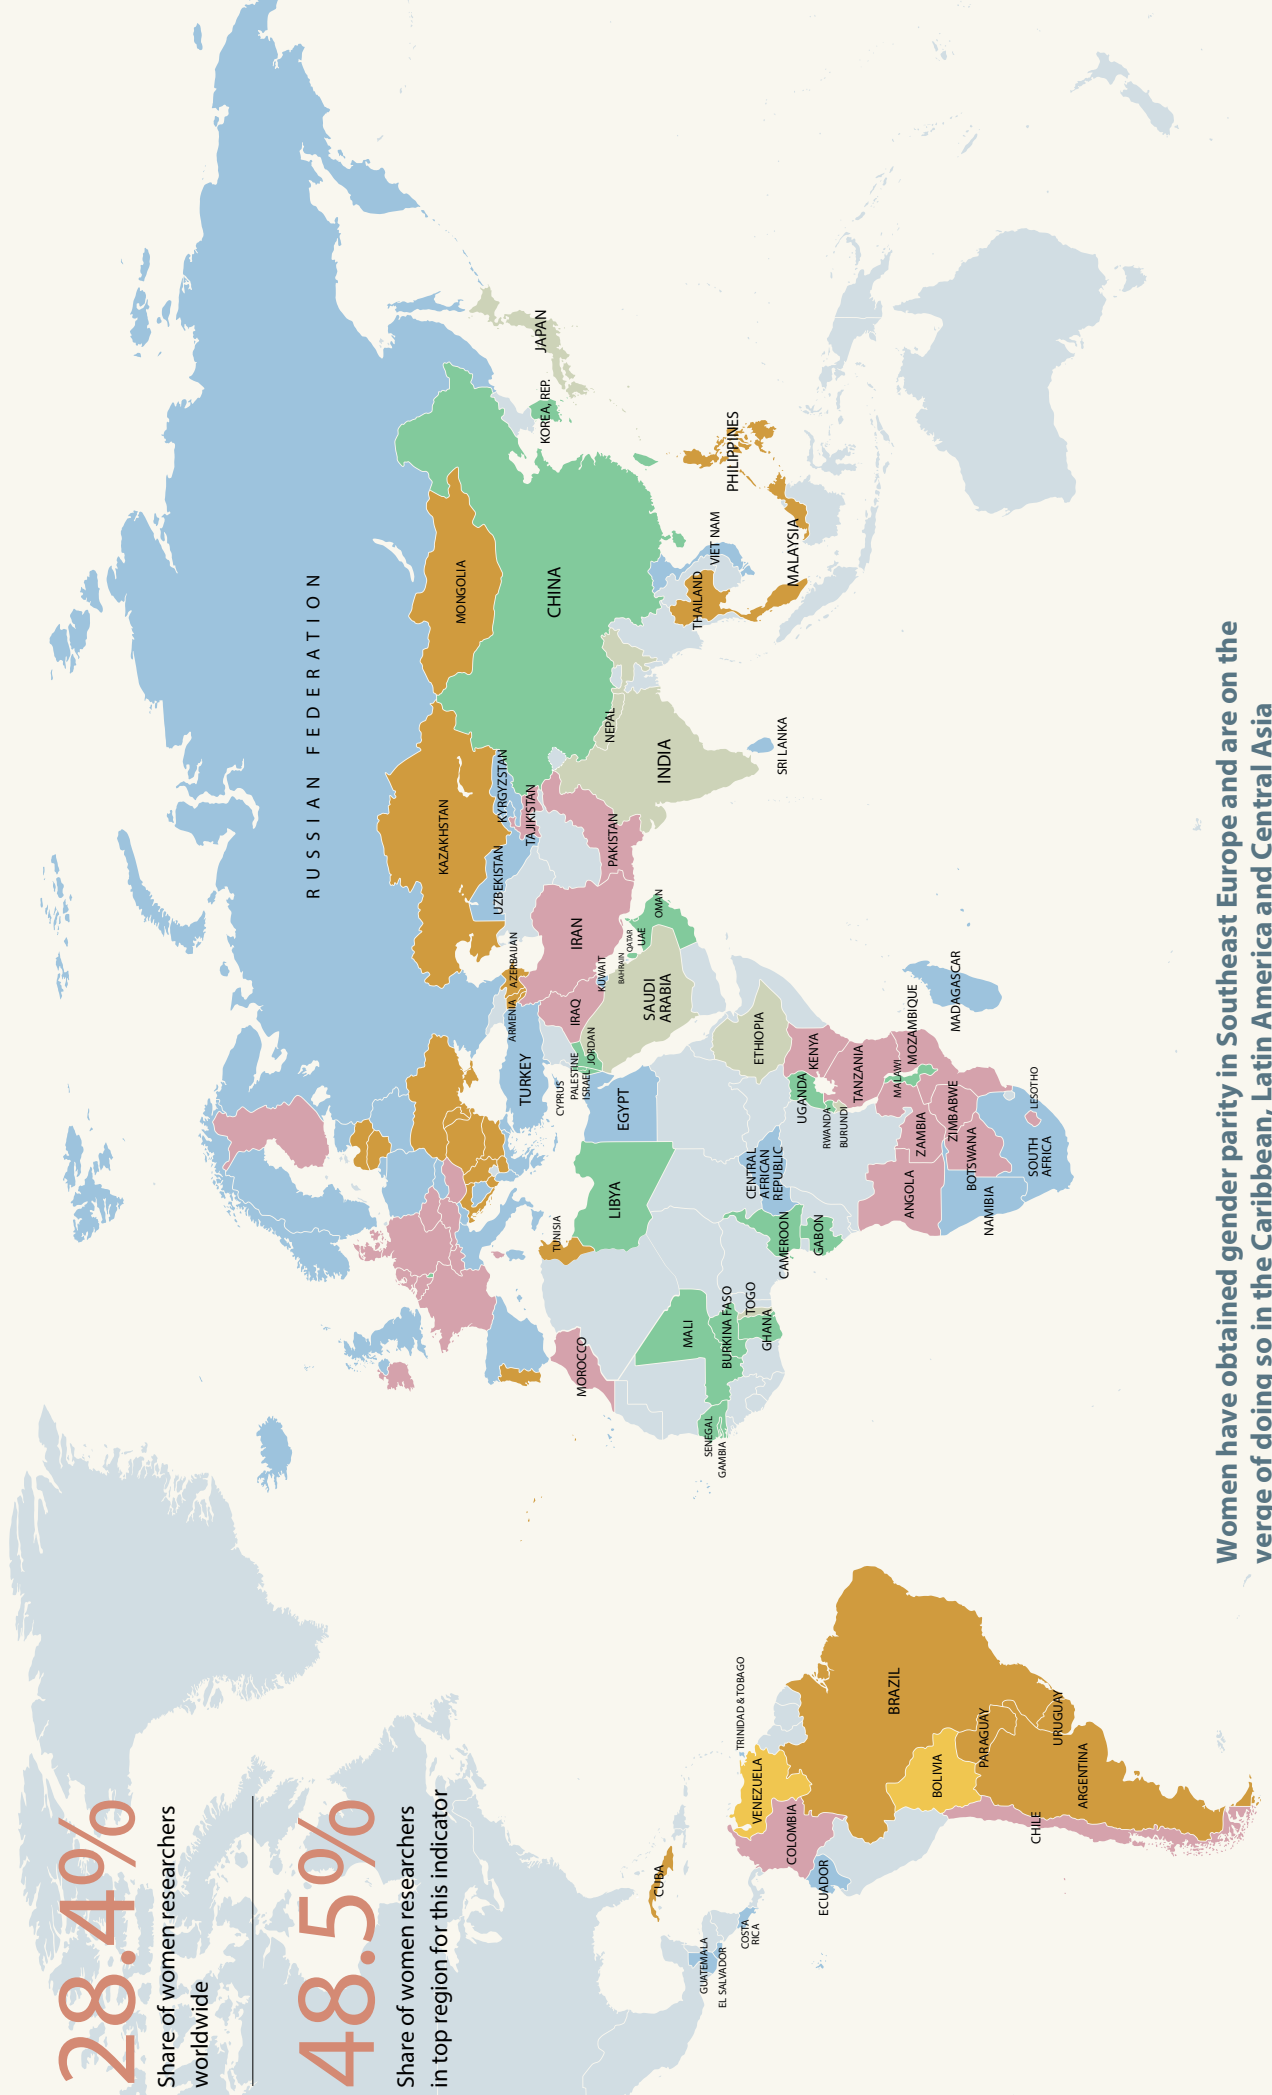 28.4%
Share of women researchers
worldwide
48.5%
Share of women researchers
in top region for this indicator
RUSSIAN FEDERATION
MONGOLIA
KAZAKHSTAN
CHINA
JAPAN
KOREA, REP.
KYRGYZSTAN
UZBEKISTAN
TAJIKISTAN
AZERBAIJAN
ARMENIA
TURKEY
CYPRUS
PALESTINE
ISRAEL
JORDAN
IRAQ
IRAN
KUWAIT
BAHRAIN
QATAR
UAE
OMAN
SAUDI
ARABIA
PAKISTAN
NEPAL
INDIA
SRI LANKA
THAILAND
VIET NAM
PHILIPPINES
MALAYSIA
MOROCCO
TUNISIA
LIBYA
EGYPT
MALI
SENEGAL
GAMBIA
BURKINA FASO
TOGO
GHANA
CAMEROON
GABON
CENTRAL
AFRICAN
REPUBLIC
ETHIOPIA
UGANDA
KENYA
RWANDA
BURUNDI
TANZANIA
MALAWI
MOZAMBIQUE
ANGOLA
ZAMBIA
ZIMBABWE
BOTSWANA
NAMIBIA
SOUTH
AFRICA
LESOTHO
MADAGASCAR
CUBA
GUATEMALA
EL SALVADOR
COSTA
RICA
TRINIDAD & TOBAGO
VENEZUELA
COLOMBIA
ECUADOR
BRAZIL
BOLIVIA
PARAGUAY
CHILE
URUGUAY
ARGENTINA
Women have obtained gender parity in Southeast Europe and are on the
verge of doing so in the Caribbean, Latin America and Central Asia